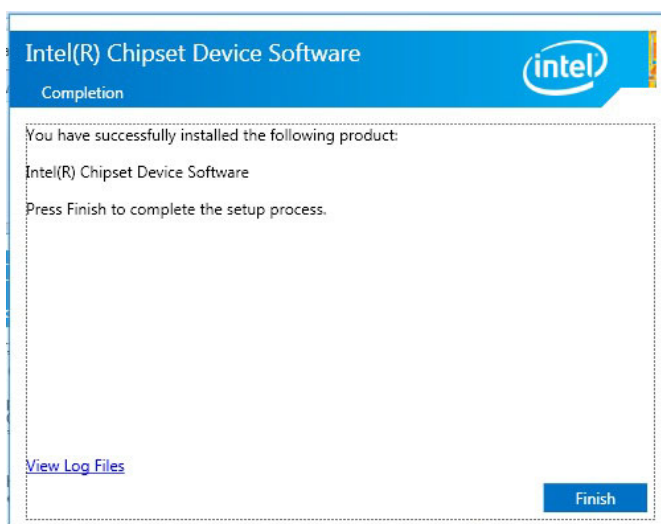 Intel(R) Chipset Device Software
intel
Completion
You have successfully installed the following product:
Intel(R) Chipset Device Software
Press Finish to complete the setup process.
View Log Files
Finish